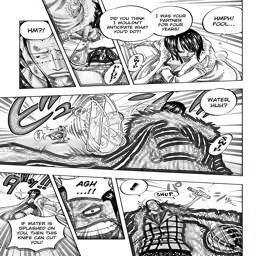 HMPH!
FOOL...
I WAS YOUR
PARTNER FOR
FOUR YEARS!
DID YOU THINK
I WOULDN'T
ANTICIPATE WHAT
YOU'D DO?!
HM?!
WATER,
HUH?
AGH
...!!
IF WATER IS
SPLASHED ON
YOU, THEN THIS
KNIFE CAN CUT
YOU!